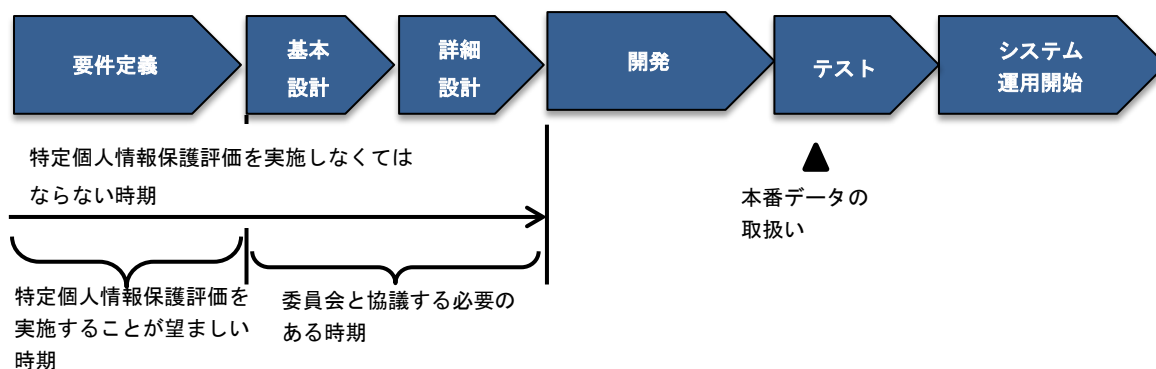 要件定義
基本
設計
詳細
設計
開発
テスト
システム
運用開始
特定個人情報保護評価を実施しなくては
ならない時期
本番データの
取扱い
特定個人情報保護評価を
実施することが望ましい
時期
委員会と協議する必要の
ある時期